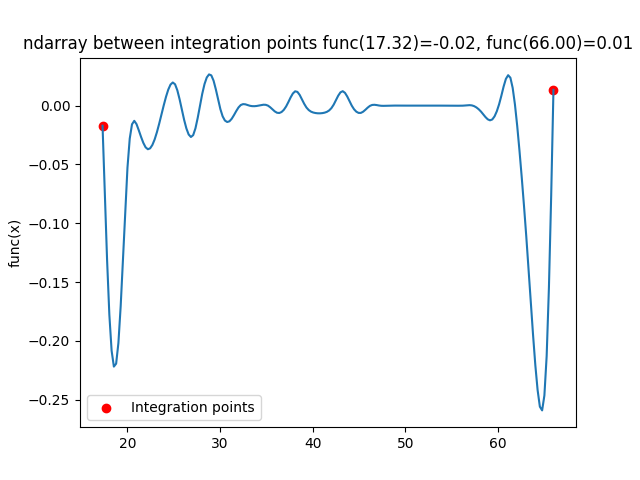 ndarray between integration points func(17.32)=-0.02, func(66.00)=0.01
0.00
−0.05
−0.10
−0.15
−0.20
−0.25
func(x)
Integration points
20 30 40 50 60